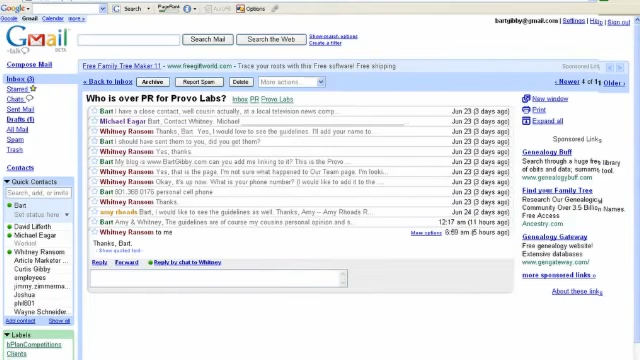 Google
Search
PageRank
AutoFill
Options
Google Gmail Calendar more »
bartgibby@gmail.com | Settings | Help | Sign out
Gmail
talk
BETA
Search Mail
Search the Web
Show search options
Create a filter
Compose Mail
Free Family Tree Maker 11 - www.freegiftworld.com - Trace your roots with this Free software! Free shipping
Sponsored Link
Inbox (3)
Starred
Chats
Sent Mail
Drafts (1)
All Mail
Spam
Trash
Contacts
« Back to Inbox
Archive
Report Spam
Delete
More actions...
‹ Newer 4 of
Older ›
Who is over PR for Provo Labs? Inbox PR Provo Labs
Bart I have a close contact, well cousin actually, at a local television news comp...
Jun 23 (3 days ago)
Michael Eagar Bart, Contact Whitney. Michael
Jun 23 (3 days ago)
Whitney Ransom Thanks, Bart. Yes, I would love to see the guidelines. I'll add your name to...
Jun 23 (3 days ago)
Bart I should have sent them to you, did you get them?
Jun 23 (3 days ago)
Whitney Ransom Yes, thanks.
Jun 23 (3 days ago)
Bart My blog is www.BartGibby.com can you add me linking to it? This is the Provo...
Jun 23 (3 days ago)
Whitney Ransom Yes, that is the page. I'm not sure what happened to Our Team page. I'm looki...
Jun 23 (3 days ago)
Whitney Ransom Okay, it's up now. What is your phone number? (I would like to add it to the...
Jun 23 (3 days ago)
Bart 801.368.0165 personal cell phone
Jun 23 (3 days ago)
Whitney Ransom Thanks.
Jun 23 (3 days ago)
amy rhoads Bart, I would like to see the guidelines as well. Thanks, Amy -- Amy Rhoads R...
Jun 24 (2 days ago)
Bart Amy & Whitney, The guidelines are of course my cousins personal opinion and s...
12:17 am (11 hours ago)
Whitney Ransom to me
More options
6:59 am (5 hours ago)
Thanks, Bart.
- Show quoted text -
Reply
Forward
Reply by chat to Whitney
New window
Print
Expand all
Sponsored Links
Genealogy Buff
Search through a huge free library
of obits and data; surname
www.genealogybuff.com
Find your Family Tree
Research Our Genealogical
Community Over 3.5 Billion Names.
Free Access
Ancestry.com
Genealogy Gateway
Free genealogy website!
Extensive databases
www.gengateway.com/
more sponsored links »
About these links
Quick Contacts
Search, add, or invite
Bart
Set status here
David Lifferth
Michael Eagar
Workin!
Whitney Ransom
Article Marketer
Curtis Gibby
employees
jimmy.zimmerma...
Joshua
phil801
Wayne Schneider
Add contact
Show all
Labels
bPlanCompetitions
Clients